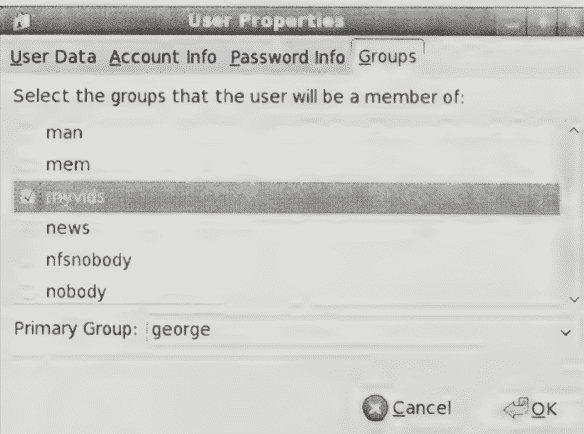 User Properties
User Data Account Info Password Info Groups
Select the groups that the user will be a member of:
man
mem
myvids
news
nfsnobody
nobody
Primary Group: george
Cancel OK